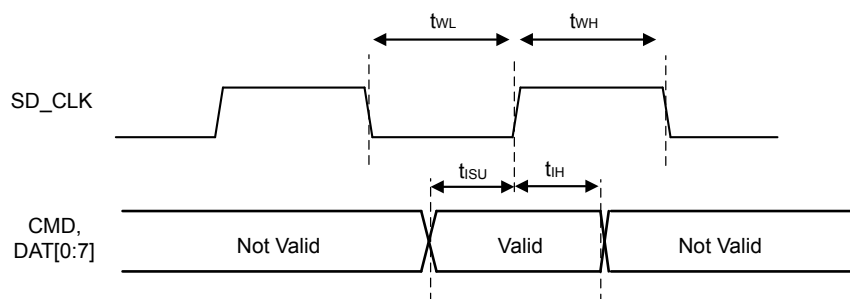 tWL
tWH
SD_CLK
tISU
tIH
CMD,
DAT[0:7]
Not Valid
Valid
Not Valid